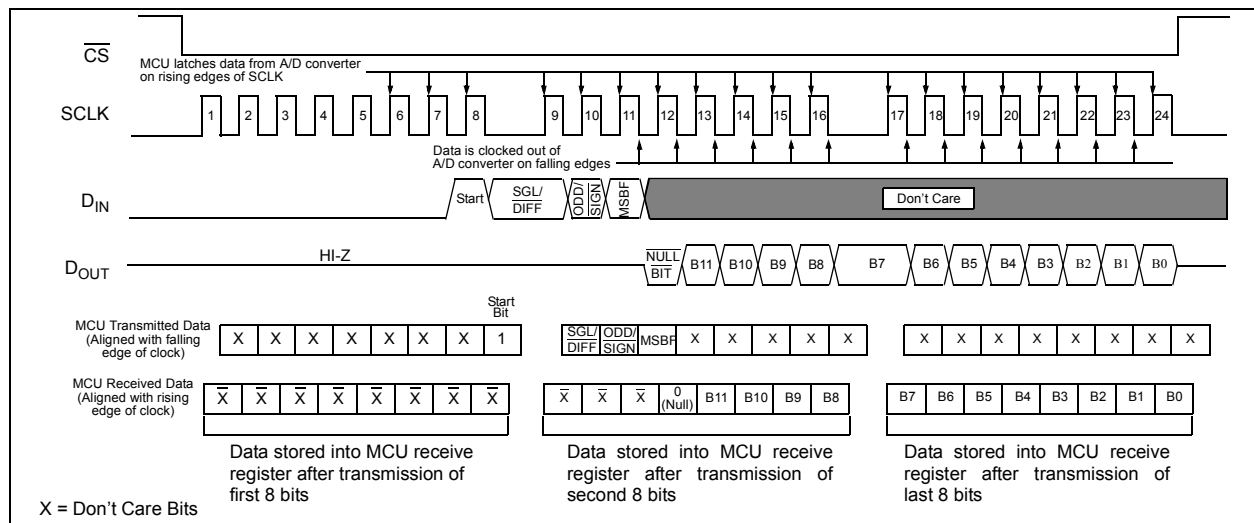 CS
MCU latches data from A/D converter
on rising edges of SCLK
SCLK
1 2 3 4 5 6 7 8 9 10 11 12 13 14 15 16 17 18 19 20 21 22 23 24
Data is clocked out of
A/D converter on falling edges
DIN
Start SGL/DIFF ODD/SIGN MSBF Don't Care
DOUT
HI-Z
NULL BIT B11 B10 B9 B8 B7 B6 B5 B4 B3 B2 B1 B0
Start
Bit
MCU Transmitted Data
(Aligned with falling
edge of clock)
X X X X X X X 1 SGL/DIFF ODD/SIGN MSBF X X X X X X X X X X X X X
MCU Received Data
(Aligned with rising
edge of clock)
X X X X X X X X X X X 0 (Null) B11 B10 B9 B8 B7 B6 B5 B4 B3 B2 B1 B0
Data stored into MCU receive
register after transmission of
first 8 bits
Data stored into MCU receive
register after transmission of
second 8 bits
Data stored into MCU receive
register after transmission of
last 8 bits
X = Don't Care Bits